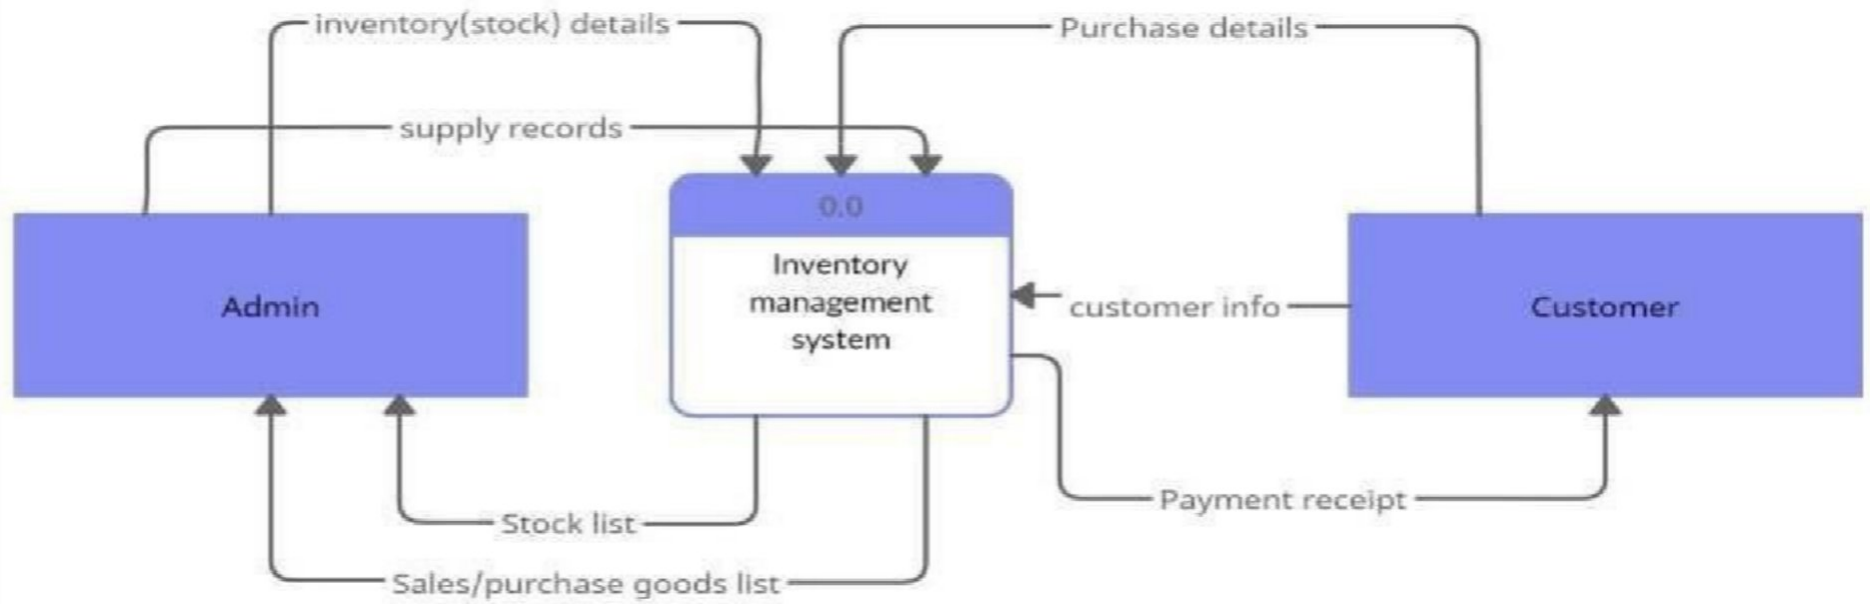 inventory(stock) details
Purchase details
supply records
0.0
Inventory
management
system
Admin
customer info
Customer
Payment receipt
Stock list
Sales/purchase goods list